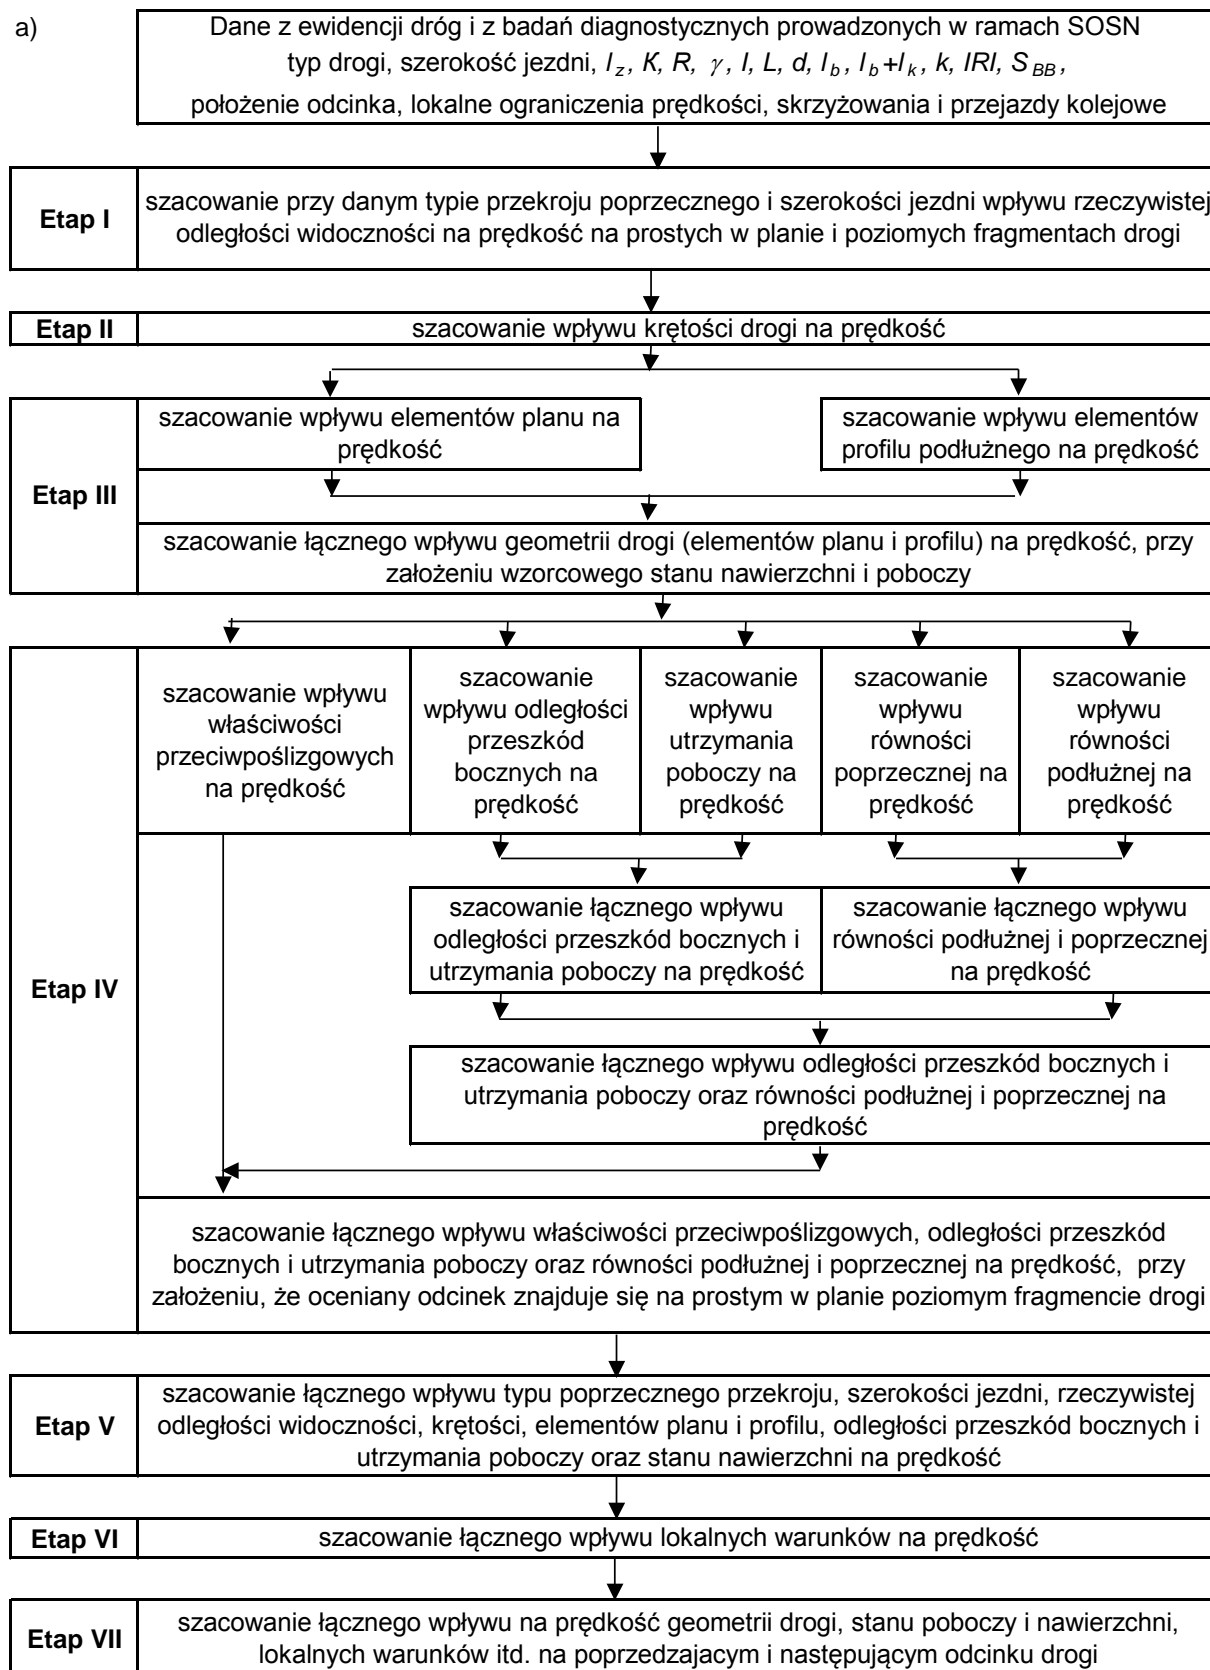 a)
Dane z ewidencji dróg i z badań diagnostycznych prowadzonych w ramach SOSN
typ drogi, szerokość jezdni, l_z, K, R, γ, I, L, d, l_b, l_b+l_k, k, IRI, S_BB,
położenie odcinka, lokalne ograniczenia prędkości, skrzyżowania i przejazdy kolejowe
Etap I
szacowanie przy danym typie przekroju poprzecznego i szerokości jezdni wpływu rzeczywistej
odległości widoczności na prędkość na prostych w planie i poziomych fragmentach drogi
Etap II
szacowanie wpływu krętości drogi na prędkość
Etap III
szacowanie wpływu elementów planu na
prędkość
szacowanie wpływu elementów
profilu podłużnego na prędkość
szacowanie łącznego wpływu geometrii drogi (elementów planu i profilu) na prędkość, przy
założeniu wzorcowego stanu nawierzchni i poboczy
Etap IV
szacowanie wpływu
właściwości
przeciwpoślizgowych
na prędkość
szacowanie
wpływu odległości
przeszkód
bocznych na
prędkość
szacowanie
wpływu
utrzymania
poboczy na
prędkość
szacowanie
wpływu
równości
poprzecznej na
prędkość
szacowanie
wpływu
równości
podłużnej na
prędkość
szacowanie łącznego wpływu
odległości przeszkód bocznych i
utrzymania poboczy na prędkość
szacowanie łącznego wpływu
równości podłużnej i poprzecznej
na prędkość
szacowanie łącznego wpływu odległości przeszkód bocznych i
utrzymania poboczy oraz równości podłużnej i poprzecznej na
prędkość
szacowanie łącznego wpływu właściwości przeciwpoślizgowych, odległości przeszkód
bocznych i utrzymania poboczy oraz równości podłużnej i poprzecznej na prędkość, przy
założeniu, że oceniany odcinek znajduje się na prostym w planie poziomym fragmencie drogi
Etap V
szacowanie łącznego wpływu typu poprzecznego przekroju, szerokości jezdni, rzeczywistej
odległości widoczności, krętości, elementów planu i profilu, odległości przeszkód bocznych i
utrzymania poboczy oraz stanu nawierzchni na prędkość
Etap VI
szacowanie łącznego wpływu lokalnych warunków na prędkość
Etap VII
szacowanie łącznego wpływu na prędkość geometrii drogi, stanu poboczy i nawierzchni,
lokalnych warunków itd. na poprzedzajacym i następującym odcinku drogi